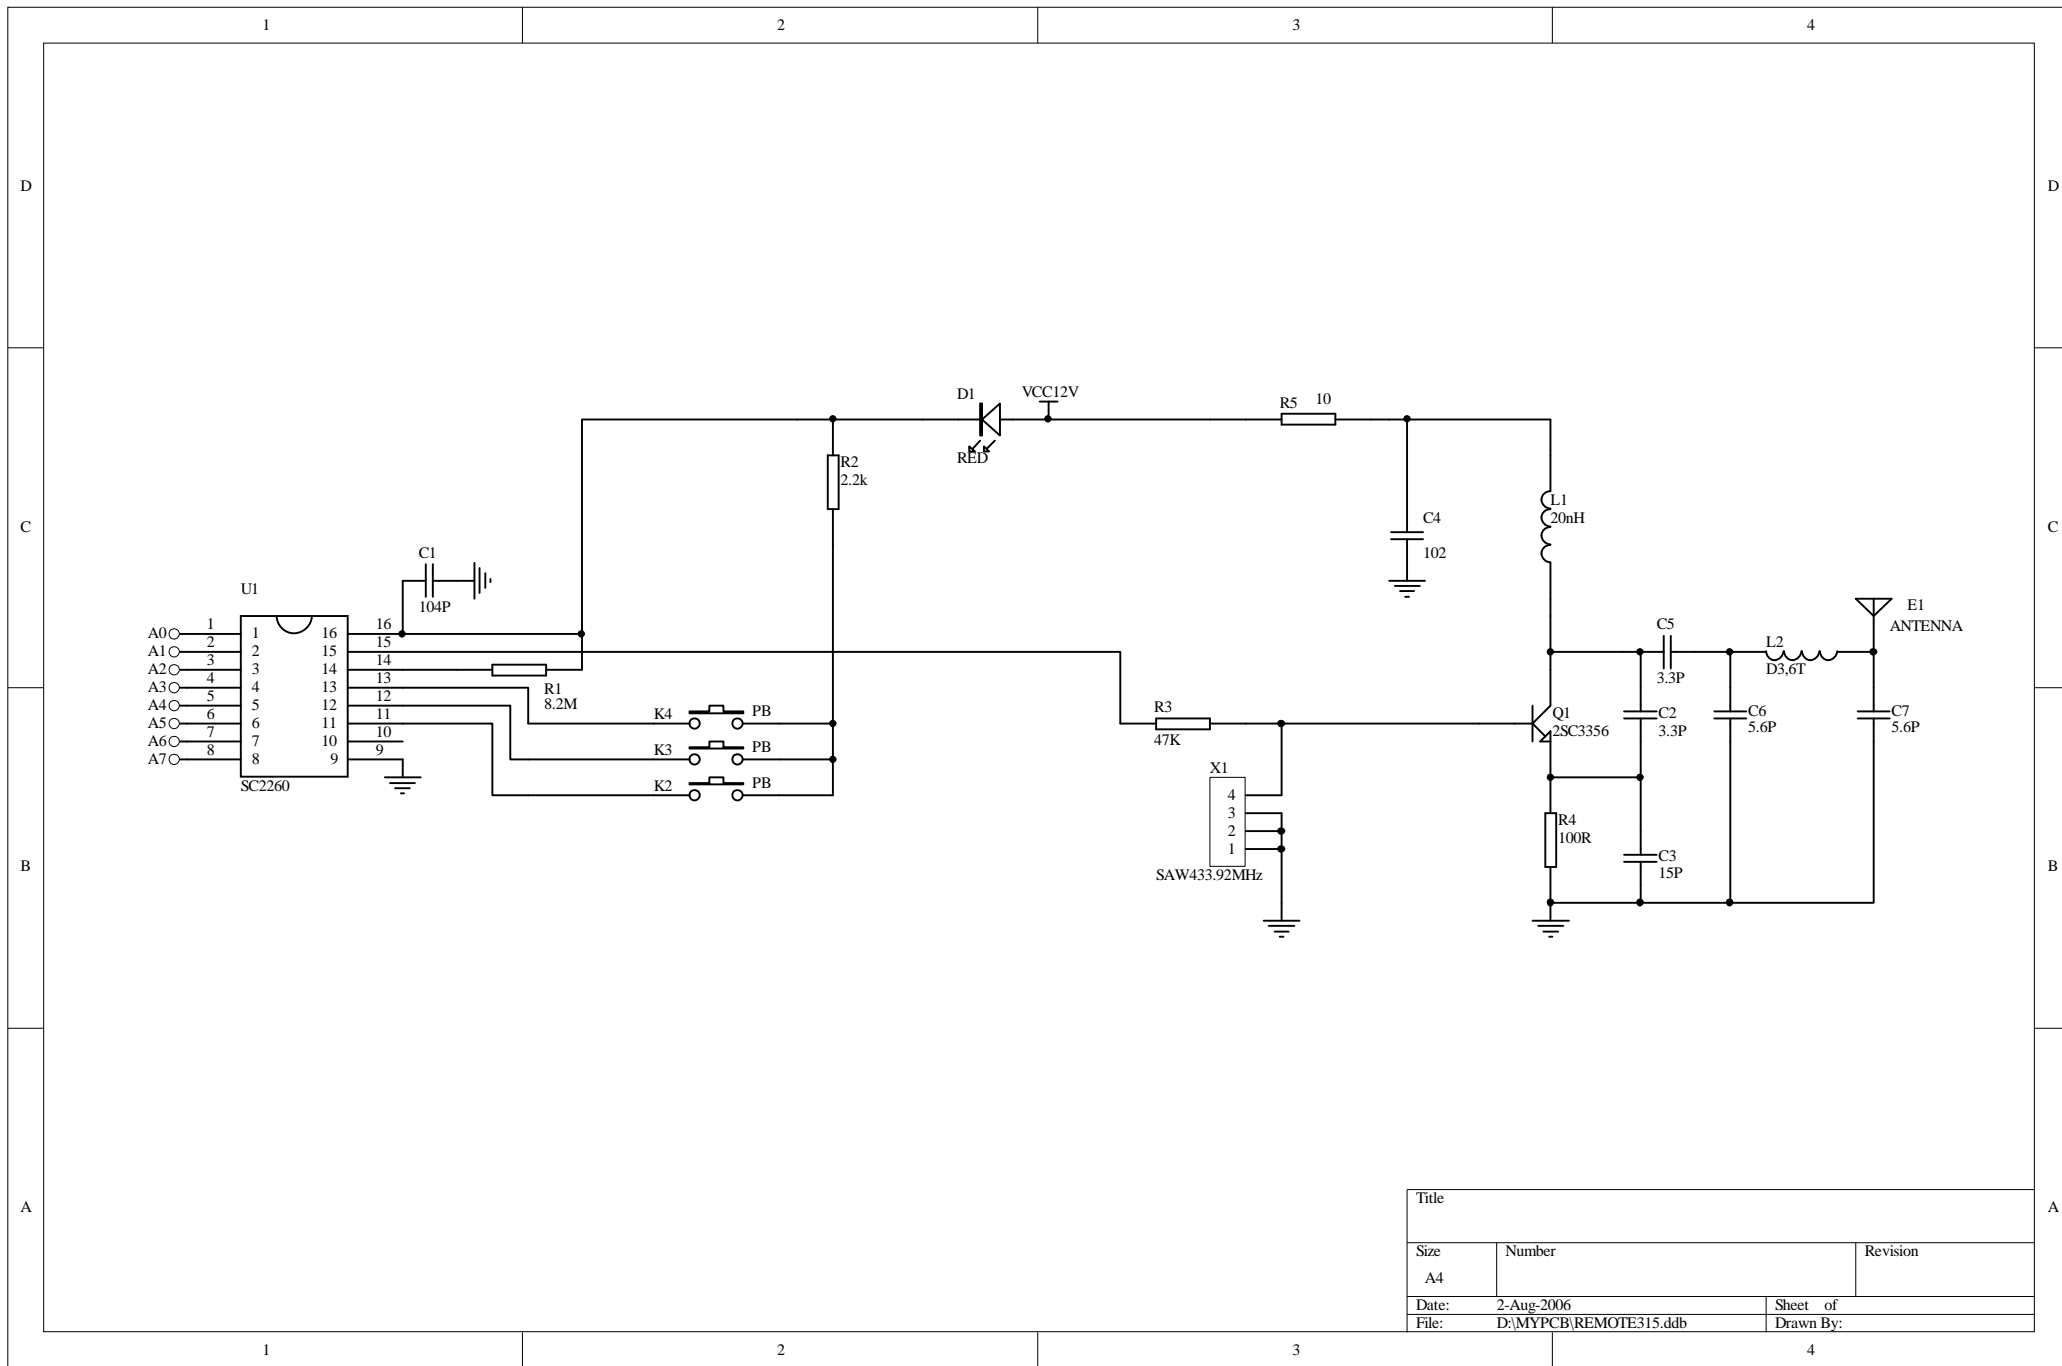 1 2 3 4
D D
D1 VCC12V
R5 10
RED
R2
2.2k
C C
L1
20nH
C4
102
C1
104P
U1
E1
ANTENNA
A0 1 1 16 16
A1 2 2 15 15
A2 3 3 14 14
A3 4 4 13 13
A4 5 5 12 12
A5 6 6 11 11
A6 7 7 10 10
A7 8 8 9 9
SC2260
R1
8.2M
K4 PB
K3 PB
K2 PB
R3
47K
C5
3.3P
L2
D3,6T
Q1
2SC3356
C2
3.3P
C6
5.6P
C7
5.6P
X1
4
3
2
1
SAW433.92MHz
R4
100R
C3
15P
B B
A A
Title
Size Number Revision
A4
Date: 2-Aug-2006 Sheet of
File: D:\MYPCB\REMOTE315.ddb Drawn By:
1 2 3 4